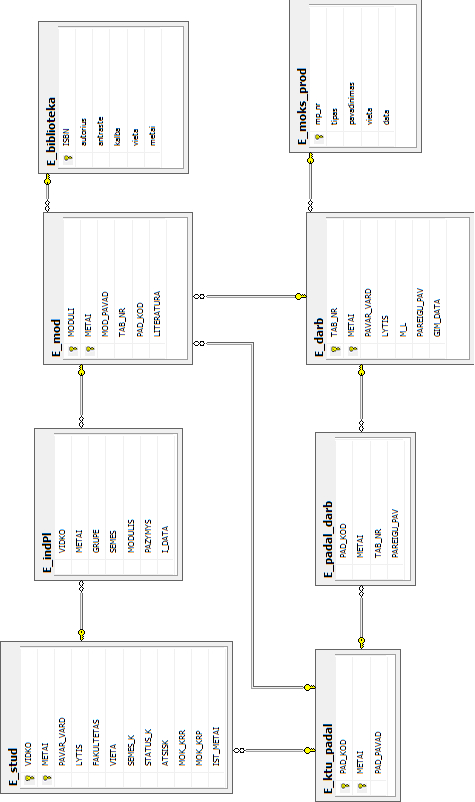 E_stud
VIDKO
METAI
PAVAR_VARD
LYTIS
FAKULTETAS
VIETA
SEMES_K
STATUS_K
ATSISK
MOK_KRR
MOK_KRP
IST_METAI
E_indPl
VIDKO
METAI
GRUPE
SEMES
MODULIS
PAZYMYS
I_DATA
E_mod
MODULI
METAI
MOD_PAVAD
TAB_NR
PAD_KOD
LITERATURA
E_biblioteka
ISBN
autorius
antraste
kalba
vieta
metai
E_ktu_padal
PAD_KOD
METAI
PAD_PAVAD
E_padal_darb
PAD_KOD
METAI
TAB_NR
PAREIGU_PAV
E_darb
TAB_NR
METAI
PAVAR_VARD
LYTIS
M_L
PAREIGU_PAV
GIM_DATA
E_moks_prod
mp_nr
tipas
pavadinimas
vieta
data